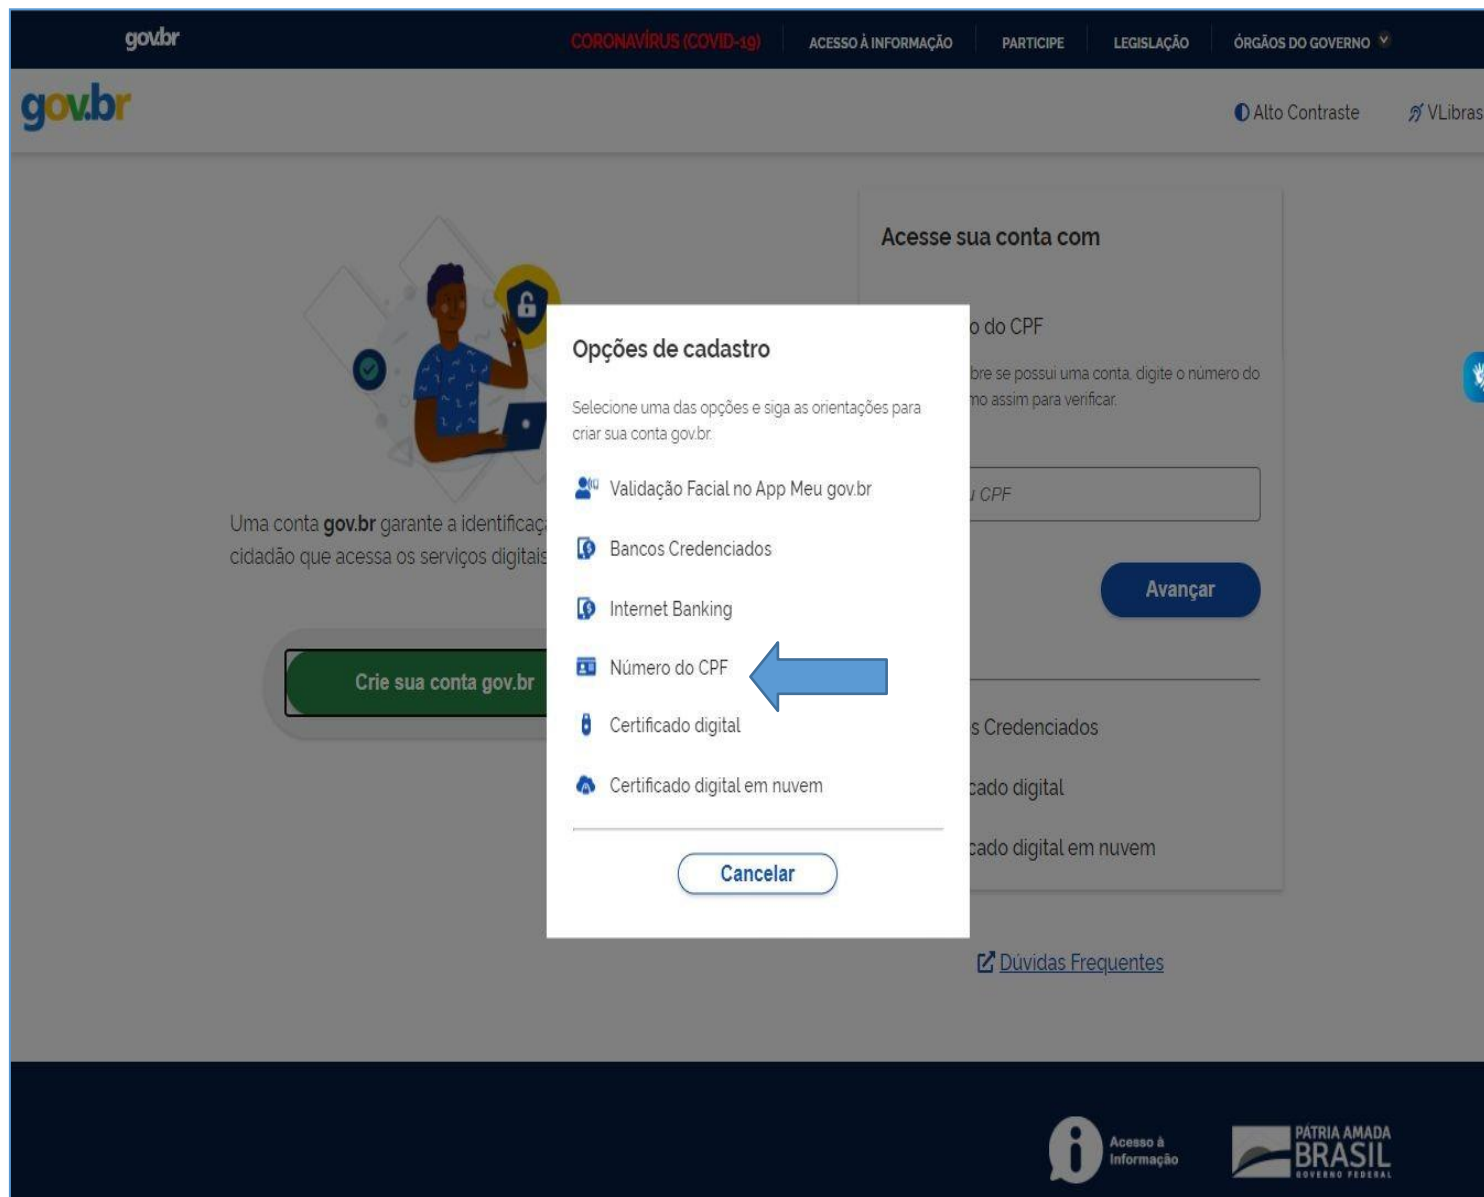 gov.br
CORONAVÍRUS (COVID-19)
ACESSO À INFORMAÇÃO
PARTICIPE
LEGISLAÇÃO
ÓRGÃOS DO GOVERNO
gov.br
Alto Contraste
VLibras
Uma conta gov.br garante a identificaç
cidadão que acessa os serviços digitais
Crie sua conta gov.br
Opções de cadastro
Selecione uma das opções e siga as orientações para
criar sua conta gov.br.
Validação Facial no App Meu gov.br
Bancos Credenciados
Internet Banking
Número do CPF
Certificado digital
Certificado digital em nuvem
Cancelar
Acesse sua conta com
o do CPF
bre se possui uma conta, digite o número do
mo assim para verificar.
u CPF
Avançar
s Credenciados
cado digital
cado digital em nuvem
Dúvidas Frequentes
Acesso à
Informação
PÁTRIA AMADA
BRASIL
GOVERNO FEDERAL